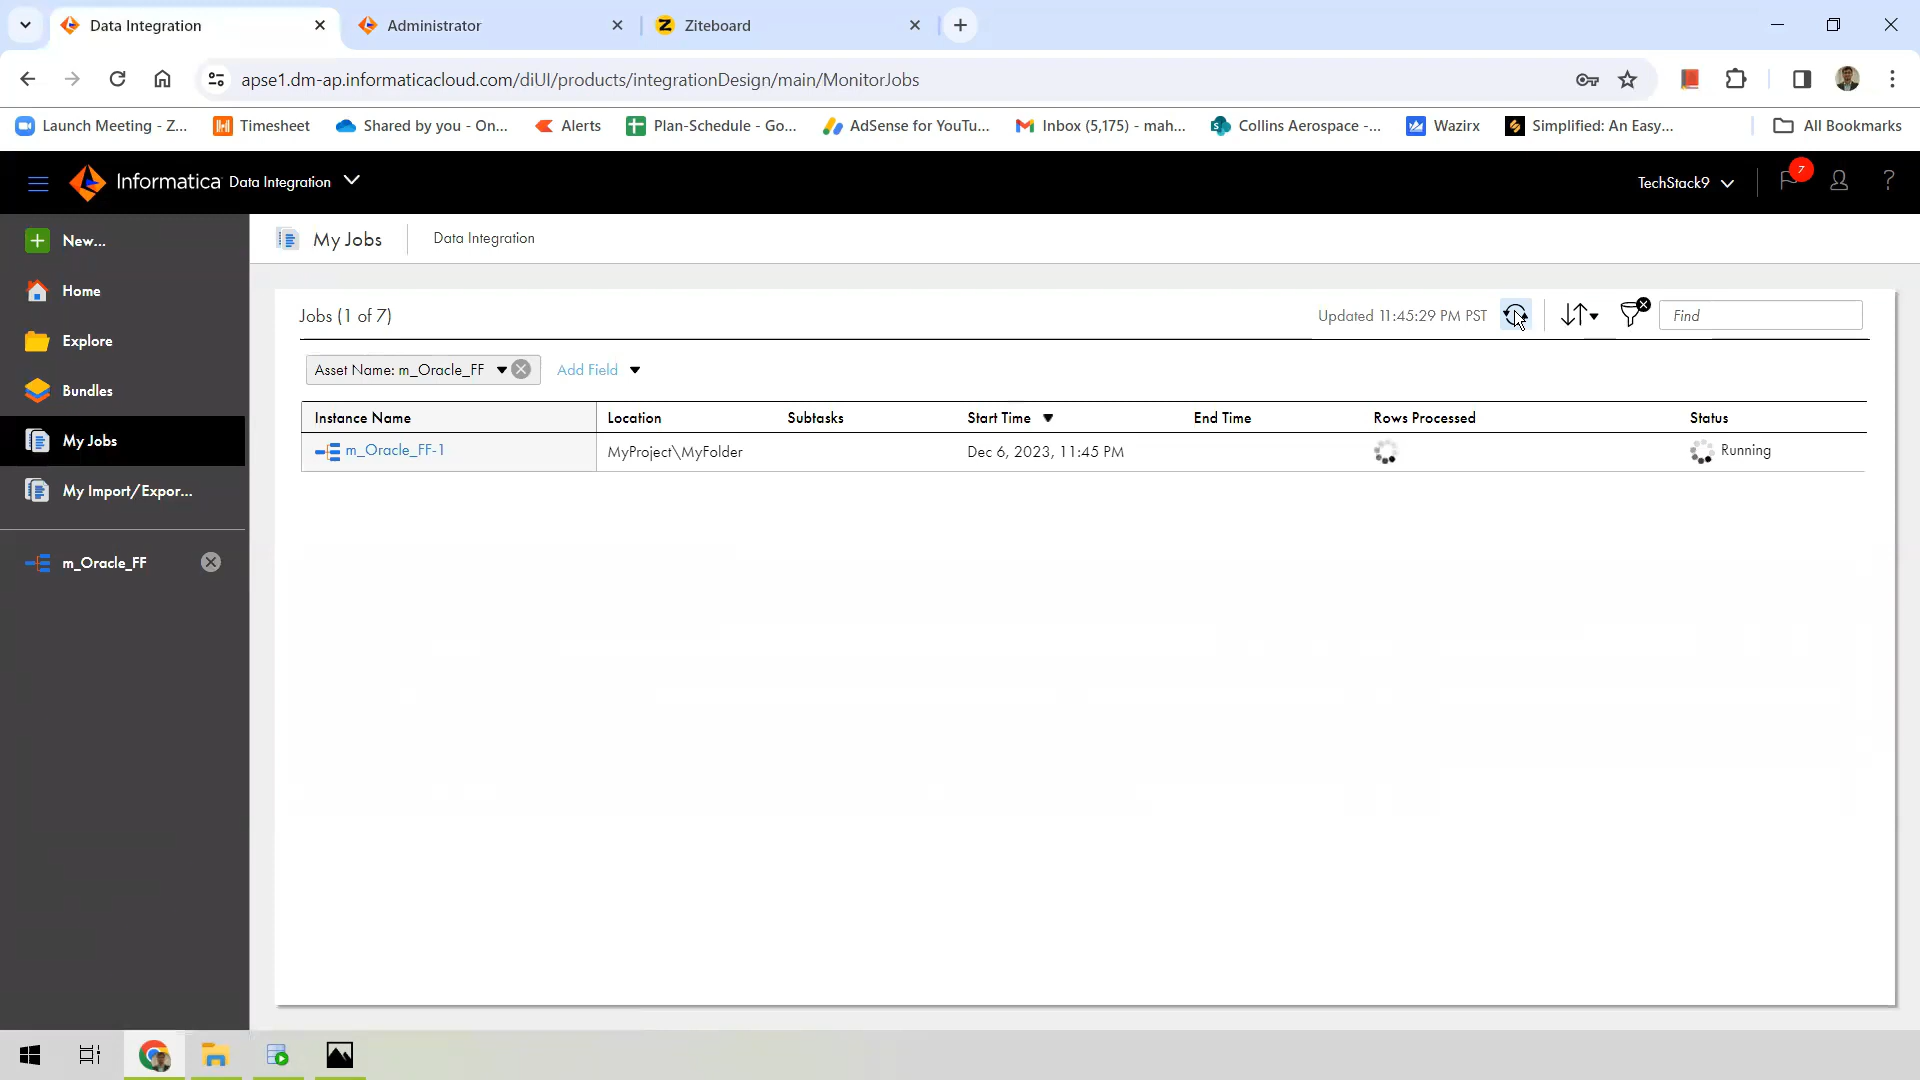 Data Integration
Administrator
Ziteboard
apse1.dm-ap.informaticacloud.com/diUI/products/integrationDesign/main/MonitorJobs
Launch Meeting - Z...
Timesheet
Shared by you - On...
Alerts
Plan-Schedule - Go...
AdSense for YouTu...
Inbox (5,175) - mah...
Collins Aerospace -...
Wazirx
Simplified: An Easy...
All Bookmarks
Informatica Data Integration
TechStack9
7
?
New...
Home
Explore
Bundles
My Jobs
My Import/Expor...
m_Oracle_FF
My Jobs
Data Integration
Jobs (1 of 7)
Updated 11:45:29 PM PST
Find
Asset Name: m_Oracle_FF
Add Field
Instance Name Location Subtasks Start Time End Time Rows Processed Status
m_Oracle_FF-1 MyProject\MyFolder Dec 6, 2023, 11:45 PM Running